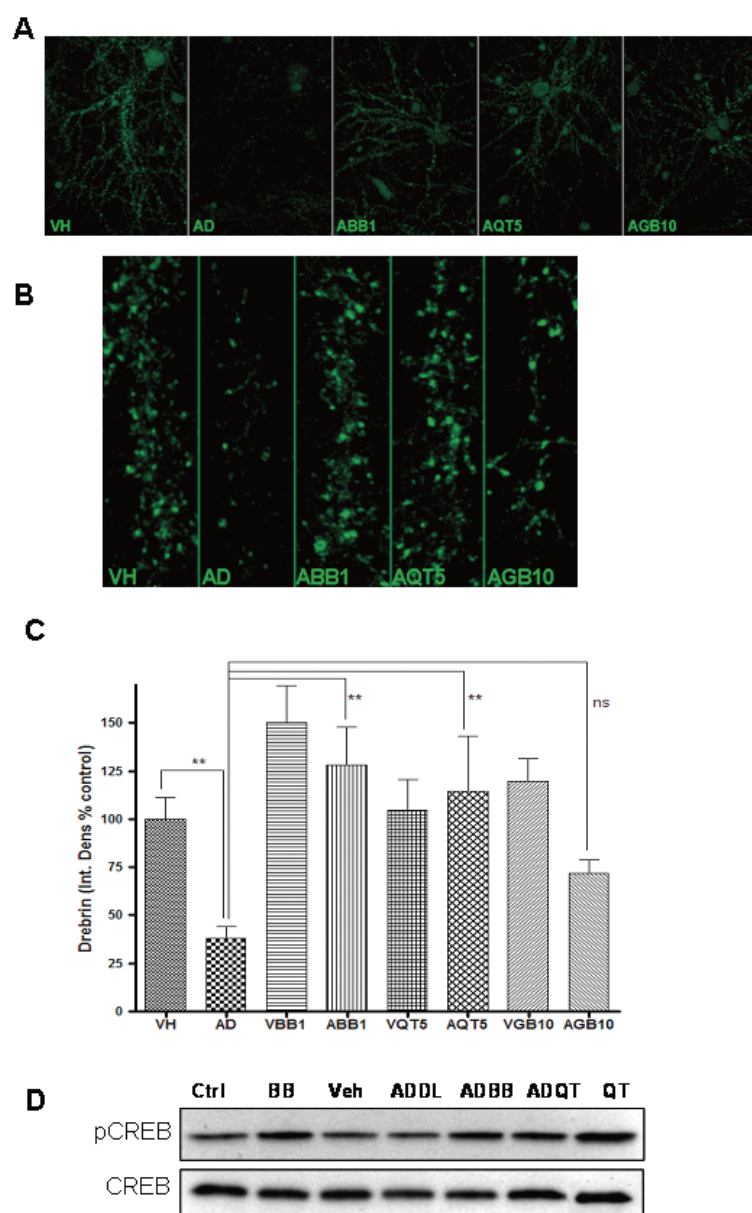 A
VH AD ABB1 AQT5 AGB10
B
VH AD ABB1 AQT5 AGB10
C
Drebrin (Int. Dens % control)
150
125
100
75
50
25
0
** ** ** ns
VH AD VBB1 ABB1 VQT5 AQT5 VGB10 AGB10
D
Ctrl BB Veh ADDL ADBB ADQT QT
pCREB
CREB